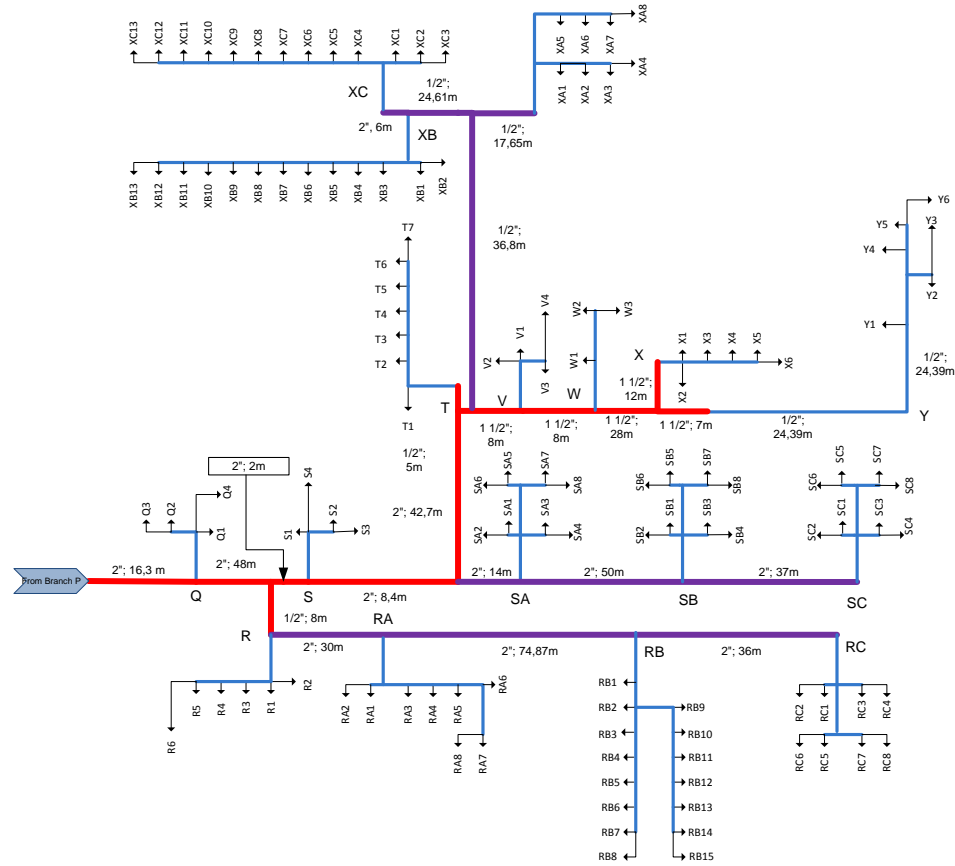 XC13
XC12
XC11
XC10
XC9
XC8
XC7
XC6
XC5
XC4
XC1
XC2
XC3
XA8
XA5
XA6
XA7
XA4
XA1
XA2
XA3
XC
1/2";
24,61m
2", 6m
XB
1/2";
17,65m
XB13
XB12
XB11
XB10
XB9
XB8
XB7
XB6
XB5
XB4
XB3
XB1
XB2
1/2";
36,8m
T7
T6
T5
T4
T3
T2
T1
T
V4
V1
V2
V3
V
W2
W3
W1
W
X1
X3
X4
X5
X6
X2
X
Y6
Y3
Y5
Y4
Y2
Y1
1/2";
24,39m
Y
1 1/2";
12m
1 1/2";
8m
1 1/2";
8m
1 1/2";
28m
1 1/2"; 7m
1/2";
24,39m
1/2";
5m
2"; 42,7m
2"; 2m
Q3
Q2
Q4
Q1
S4
S1
S2
S3
SA5
SA7
SA6
SA8
SA1
SA3
SA2
SA4
SB5
SB7
SB6
SB8
SB1
SB3
SB2
SB4
SC5
SC7
SC6
SC8
SC1
SC3
SC2
SC4
From Branch P
2"; 16,3 m
2"; 48m
Q
S
2"; 8,4m
2"; 14m
SA
2"; 50m
SB
2"; 37m
SC
1/2"; 8m
R
RA
2"; 30m
2"; 74,87m
RB
2"; 36m
RC
R2
R6
R5
R4
R3
R1
RA6
RA2
RA1
RA3
RA4
RA5
RA8
RA7
RB1
RB2
RB3
RB4
RB5
RB6
RB7
RB8
RB9
RB10
RB11
RB12
RB13
RB14
RB15
RC2
RC1
RC3
RC4
RC6
RC5
RC7
RC8